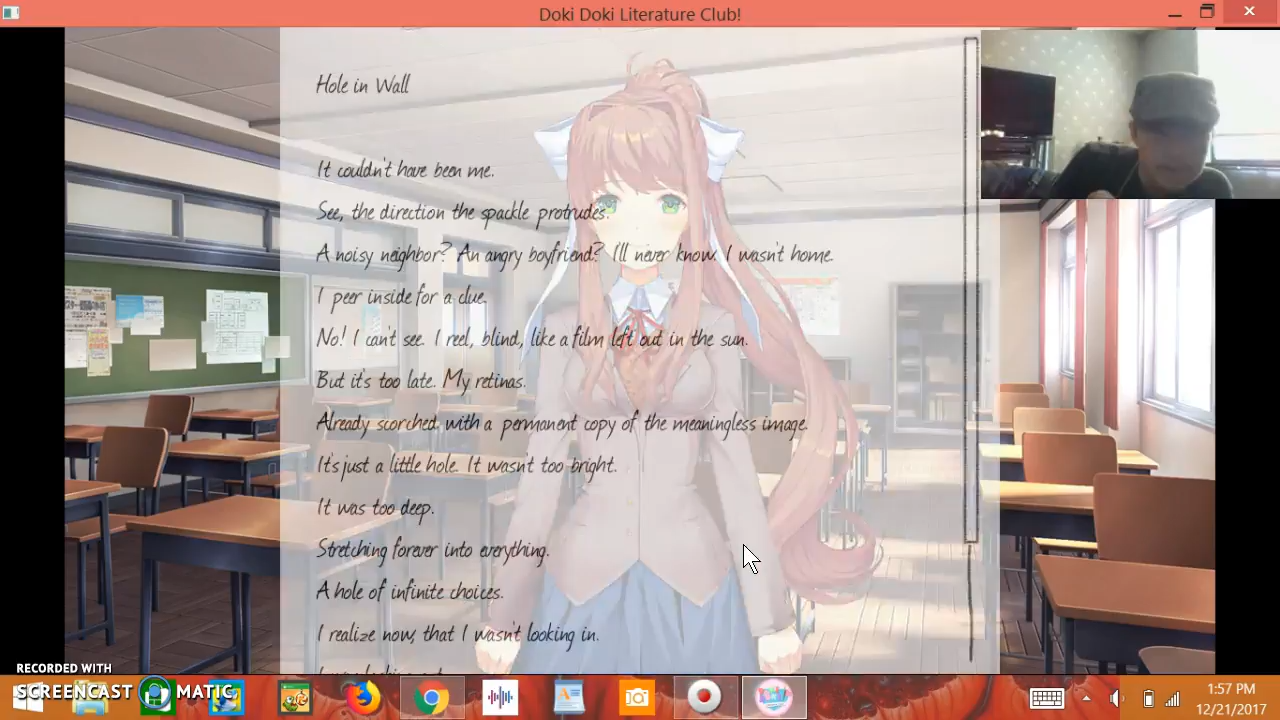 Doki Doki Literature Club!
Hole in Wall
It couldn't have been me.
See, the direction the spackle protrudes.
A noisy neighbor? An angry boyfriend? I'll never know. I wasn't home.
I peer inside for a clue.
No! I can't see. I reel, blind, like a film left out in the sun.
But it's too late. My retinas.
Already scorched with a permanent copy of the meaningless image.
It's just a little hole. It wasn't too bright.
It was too deep.
Stretching forever into everything.
A hole of infinite choices.
I realize now, that I wasn't looking in.
RECORDED WITH
SCREENCAST MATIC
1:57 PM
12/21/2017